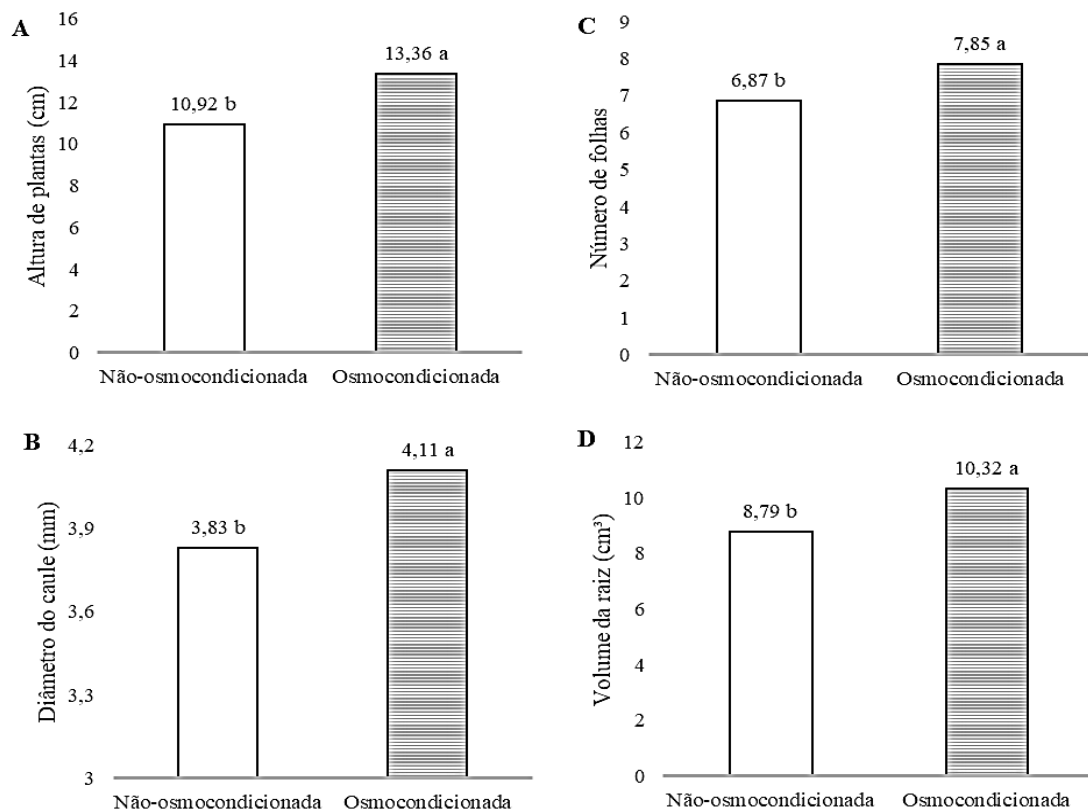 A
Altura de plantas (cm)
16
14
12
10
8
6
4
2
0
10,92 b
13,36 a
Não-osmocondicionada
Osmocondicionada
C
Número de folhas
9
8
7
6
5
4
3
2
1
0
6,87 b
7,85 a
Não-osmocondicionada
Osmocondicionada
B
Diâmetro do caule (mm)
4,2
3,9
3,6
3,3
3
3,83 b
4,11 a
Não-osmocondicionada
Osmocondicionada
D
Volume da raiz (cm³)
12
10
8
6
4
2
0
8,79 b
10,32 a
Não-osmocondicionada
Osmocondicionada